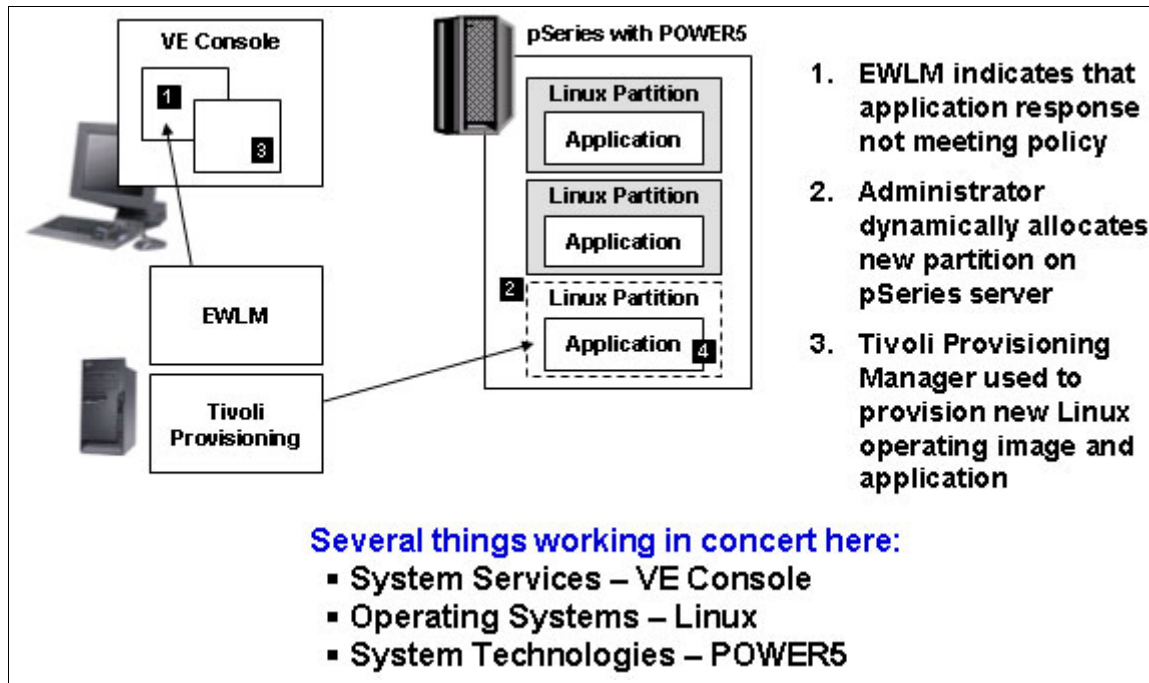 VE Console
1
3
EWLM
Tivoli
Provisioning
pSeries with POWER5
Linux Partition
Application
Linux Partition
Application
2
Linux Partition
Application
4
1. EWLM indicates that
application response
not meeting policy
2. Administrator
dynamically allocates
new partition on
pSeries server
3. Tivoli Provisioning
Manager used to
provision new Linux
operating image and
application
Several things working in concert here:
▪ System Services – VE Console
▪ Operating Systems – Linux
▪ System Technologies – POWER5